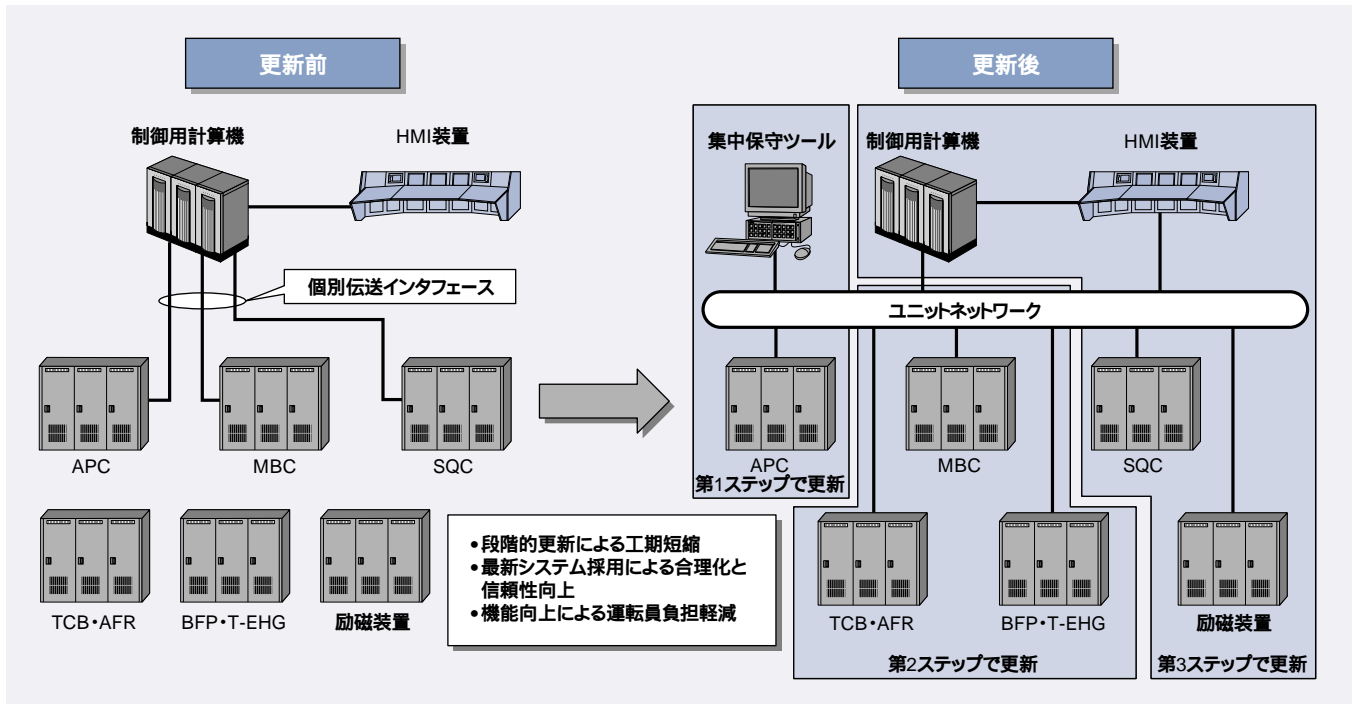 更新前
制御用計算機
HMI装置
個別伝送インタフェース
APC
MBC
SQC
TCB・AFR
BFP・T-EHG
励磁装置
•段階的更新による工期短縮
•最新システム採用による合理化と
信頼性向上
•機能向上による運転員負担軽減
更新後
集中保守ツール
制御用計算機
HMI装置
ユニットネットワーク
APC
第1ステップで更新
MBC
SQC
TCB・AFR
BFP・T-EHG
第2ステップで更新
励磁装置
第3ステップで更新